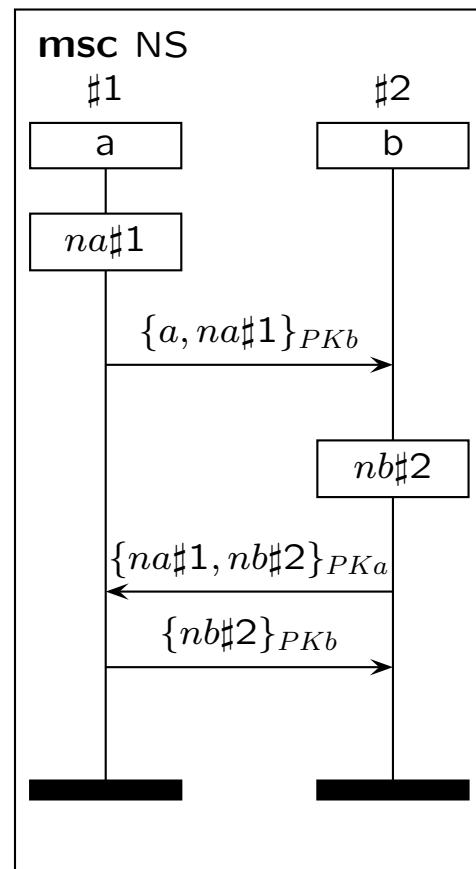 msc NS
♯1 ♯2
a b
na♯1
{a, na♯1}PKb
nb♯2
{na♯1, nb♯2}PKa
{nb♯2}PKb